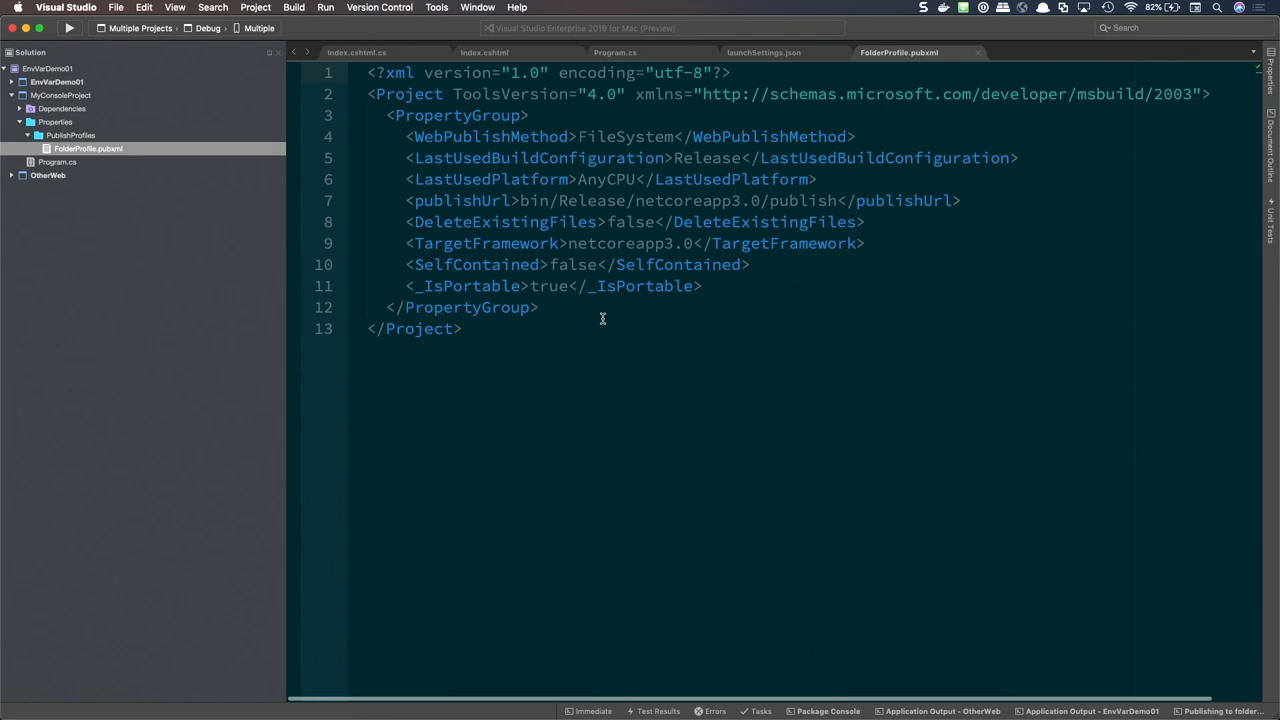 Visual Studio File Edit View Search Project Build Run Version Control Tools Window Help 82%
Multiple Projects › Debug › Multiple Visual Studio Enterprise 2019 for Mac (Preview) Search
Solution
Index.cshtml.cs Index.cshtml Program.cs launchSettings.json FolderProfile.pubxml
EnvVarDemo01
EnvVarDemo01
MyConsoleProject
Dependencies
Properties
PublishProfiles
FolderProfile.pubxml
Program.cs
OtherWeb
1 <?xml version="1.0" encoding="utf-8"?>
2 <Project ToolsVersion="4.0" xmlns="http://schemas.microsoft.com/developer/msbuild/2003">
3 <PropertyGroup>
4 <WebPublishMethod>FileSystem</WebPublishMethod>
5 <LastUsedBuildConfiguration>Release</LastUsedBuildConfiguration>
6 <LastUsedPlatform>AnyCPU</LastUsedPlatform>
7 <publishUrl>bin/Release/netcoreapp3.0/publish</publishUrl>
8 <DeleteExistingFiles>false</DeleteExistingFiles>
9 <TargetFramework>netcoreapp3.0</TargetFramework>
10 <SelfContained>false</SelfContained>
11 <_IsPortable>true</_IsPortable>
12 </PropertyGroup>
13 </Project>
Properties
Document Outline
Unit Tests
Immediate Test Results Errors Tasks Package Console Application Output - OtherWeb Application Output - EnvVarDemo01 Publishing to folder...